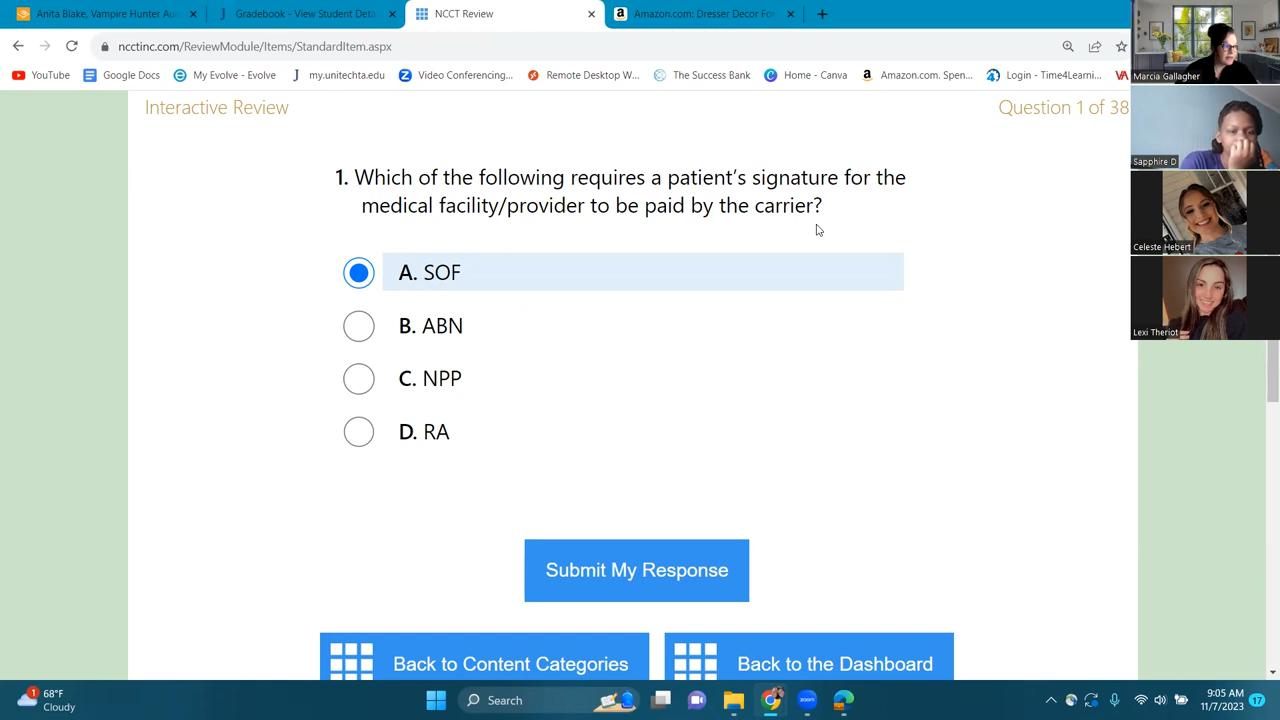 Anita Blake, Vampire Hunter Aud
Gradebook - View Student Deta
NCCT Review
Amazon.com: Dresser Decor For
ncctinc.com/ReviewModule/Items/StandardItem.aspx
YouTube
Google Docs
My Evolve - Evolve
my.unitechta.edu
Video Conferencing...
Remote Desktop W...
The Success Bank
Home - Canva
Amazon.com. Spen...
Login - Time4Learni...
VA
Marcia Gallagher
Sapphire D
Celeste Hebert
Lexi Theriot
Interactive Review
Question 1 of 38
1. Which of the following requires a patient's signature for the
medical facility/provider to be paid by the carrier?
A. SOF
B. ABN
C. NPP
D. RA
Submit My Response
Back to Content Categories
Back to the Dashboard
1
68°F
Cloudy
Search
9:05 AM
11/7/2023
17